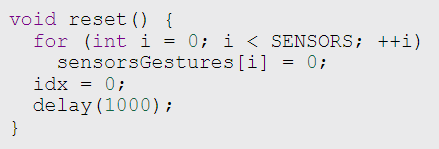 void reset() {
  for (int i = 0; i < SENSORS; ++i)
    sensorsGestures[i] = 0;
  idx = 0;
  delay(1000);
}